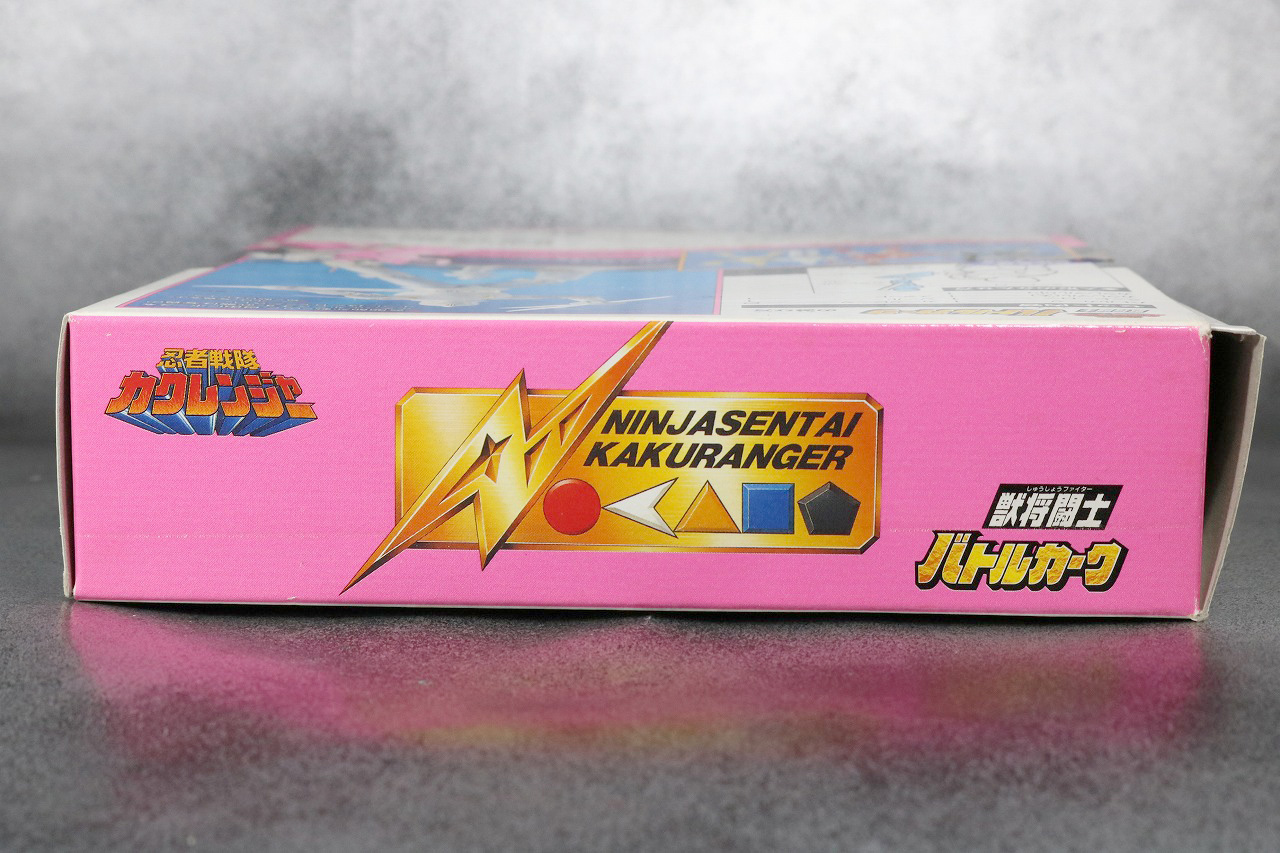 忍者戦隊
カクレンジャー
NINJASENTAI
KAKURANGER
じゅうしょうファイター
獣将闘士
バトルカーク